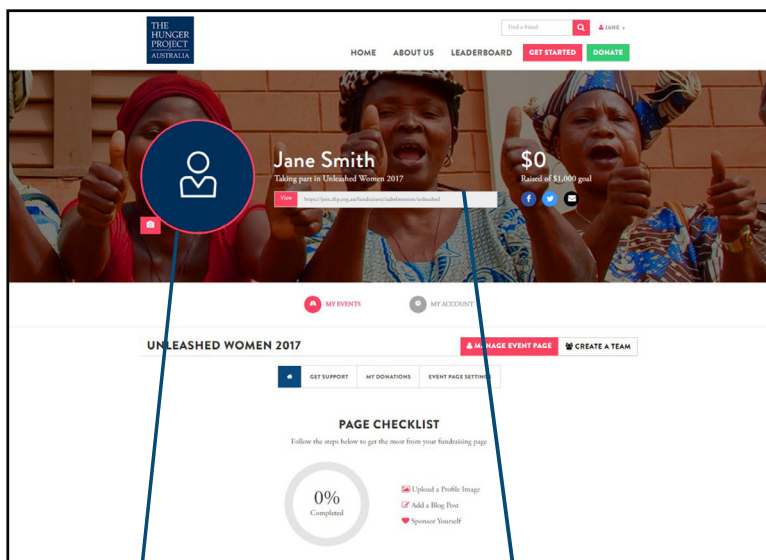 THE
HUNGER
PROJECT
AUSTRALIA
Find a friend
JANE
HOME ABOUT US LEADERBOARD GET STARTED DONATE
Jane Smith
Taking part in Unleashed Women 2017
View
$0
Raised of $1,000 goal
MY EVENTS MY ACCOUNT
UNLEASHED WOMEN 2017
MANAGE EVENT PAGE CREATE A TEAM
GET SUPPORT MY DONATIONS EVENT PAGE SETTINGS
PAGE CHECKLIST
Follow the steps below to get the most from your fundraising page
0%
Completed
Upload a Profile Image
Add a Blog Post
Sponsor Yourself